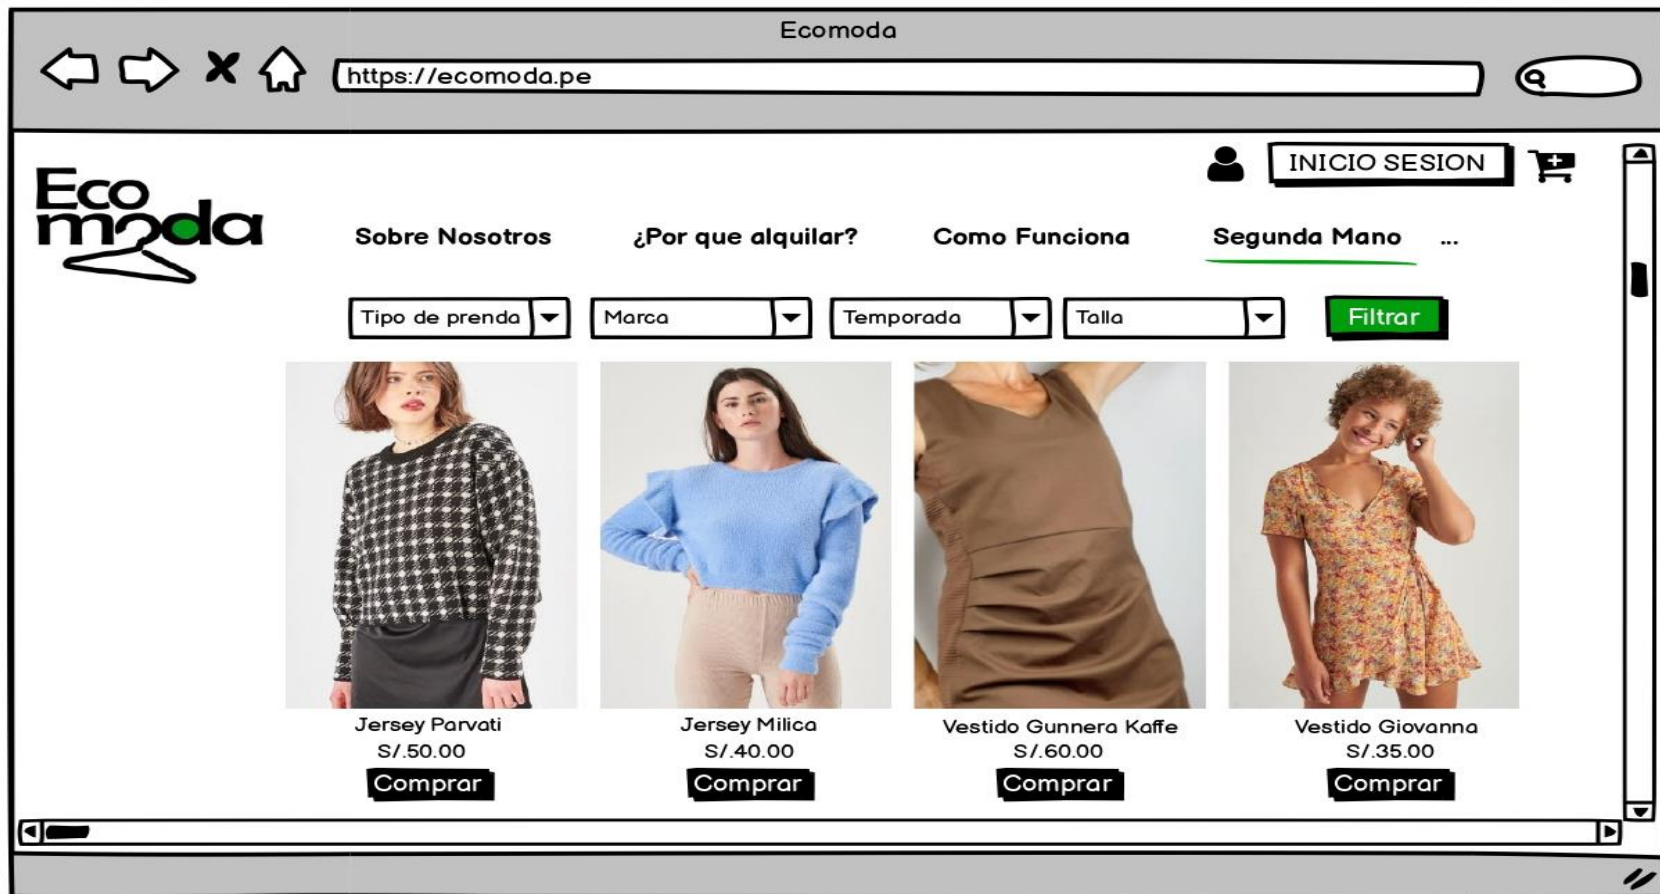 Ecomoda
https://ecomoda.pe
INICIO SESION
Eco
moda
Sobre Nosotros
¿Por que alquilar?
Como Funciona
Segunda Mano
...
Tipo de prenda
Marca
Temporada
Talla
Filtrar
Jersey Parvati
S/.50.00
Comprar
Jersey Milica
S/.40.00
Comprar
Vestido Gunnera Kaffe
S/.60.00
Comprar
Vestido Giovanna
S/.35.00
Comprar